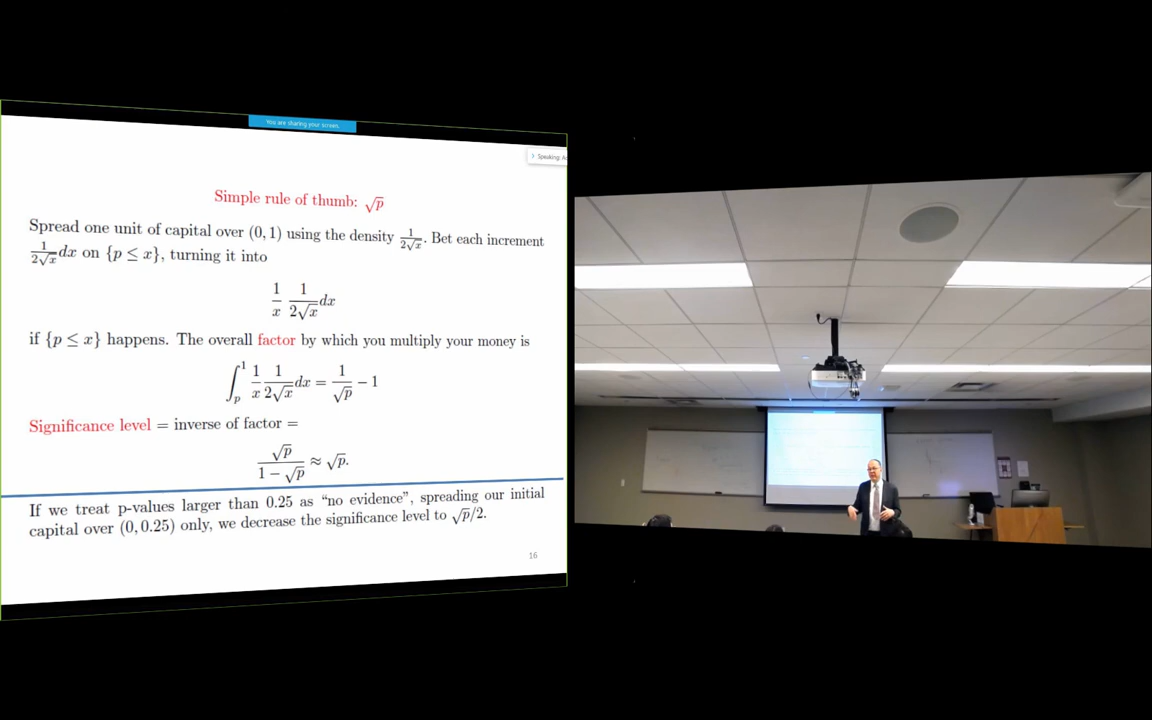 You are sharing your screen.
Speaking:
Simple rule of thumb: √p
Spread one unit of capital over (0, 1) using the density 1/(2√x). Bet each increment
1/(2√x) dx on {p ≤ x}, turning it into
1/x 1/(2√x) dx
if {p ≤ x} happens. The overall factor by which you multiply your money is
∫_p^1 1/x 1/(2√x) dx = 1/√p − 1
Significance level = inverse of factor =
√p/(1 − √p) ≈ √p.
If we treat p-values larger than 0.25 as “no evidence”, spreading our initial
capital over (0, 0.25) only, we decrease the significance level to √p/2.
16